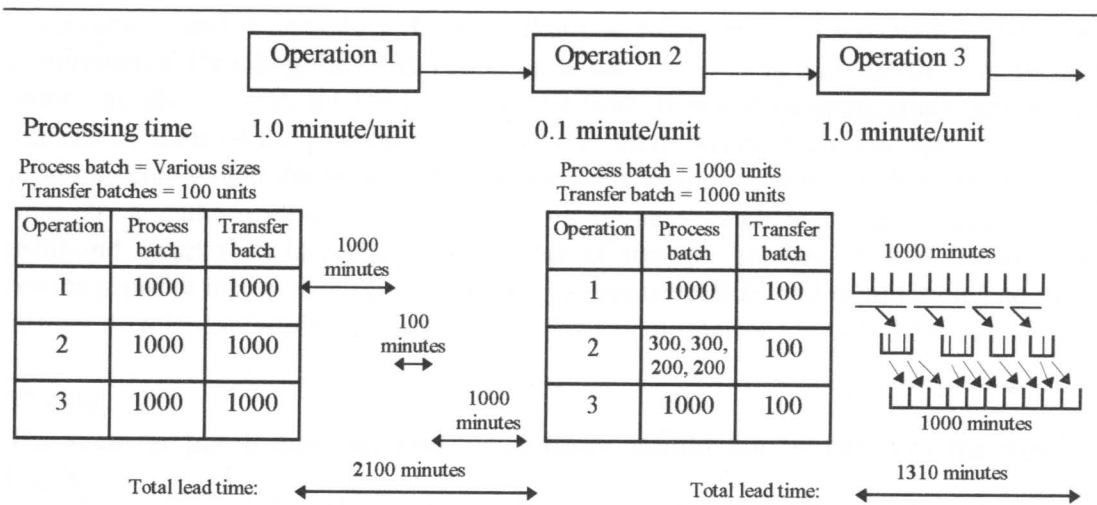 Operation 1
Operation 2
Operation 3
Processing time
1.0 minute/unit
0.1 minute/unit
1.0 minute/unit
Process batch = Various sizes
Transfer batches = 100 units
Operation
Process
batch
Transfer
batch
1
1000
1000
2
1000
1000
3
1000
1000
1000
minutes
100
minutes
1000
minutes
Total lead time:
2100 minutes
Process batch = 1000 units
Transfer batch = 1000 units
Operation
Process
batch
Transfer
batch
1
1000
100
2
300, 300,
200, 200
100
3
1000
100
1000 minutes
1000 minutes
Total lead time:
1310 minutes